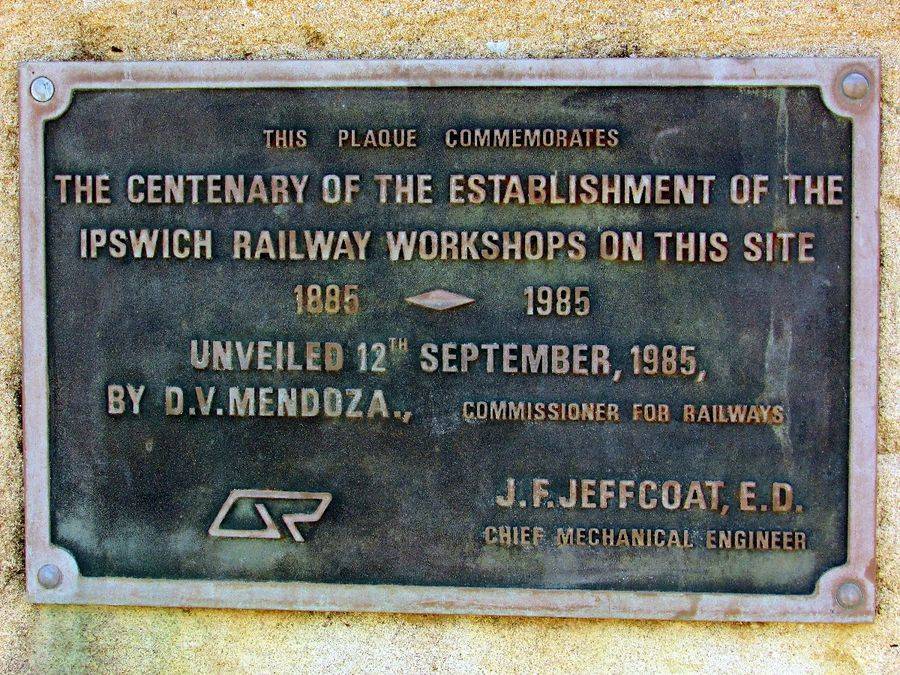 THIS PLAQUE COMMEMORATES
THE CENTENARY OF THE ESTABLISHMENT OF THE
IPSWICH RAILWAY WORKSHOPS ON THIS SITE
1885 1985
UNVEILED 12TH SEPTEMBER, 1985,
BY D.V. MENDOZA., COMMISSIONER FOR RAILWAYS
QR
J.F. JEFFCOAT, E.D.
CHIEF MECHANICAL ENGINEER